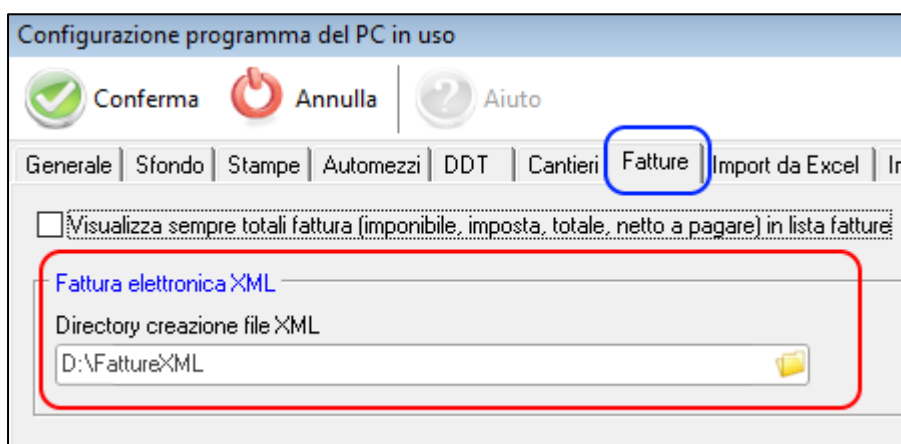 Configurazione programma del PC in uso
Conferma Annulla Aiuto
Generale Sfondo Stampe Automezzi DDT Cantieri Fatture Import da Excel
Visualizza sempre totali fattura (imponibile, imposta, totale, netto a pagare) in lista fatture
Fattura elettronica XML
Directory creazione file XML
D:\FattureXML